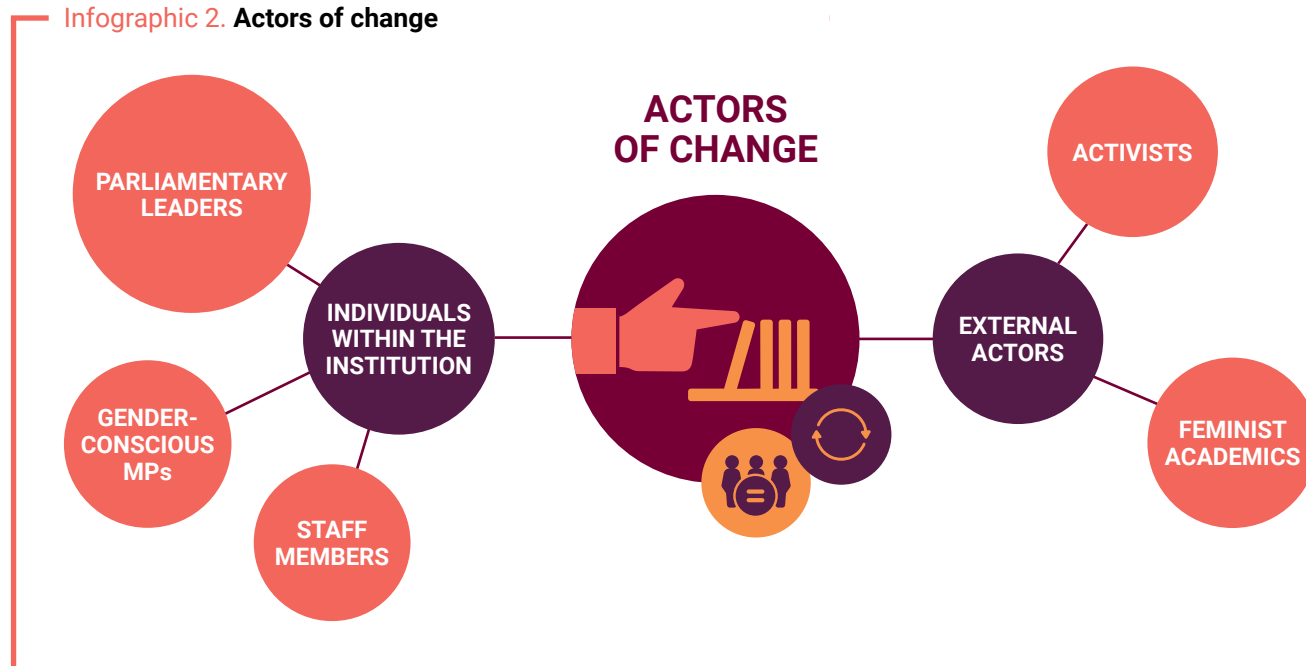 Infographic 2. Actors of change
ACTORS
OF CHANGE
PARLIAMENTARY
LEADERS
INDIVIDUALS
WITHIN THE
INSTITUTION
GENDER-
CONSCIOUS
MPs
STAFF
MEMBERS
EXTERNAL
ACTORS
ACTIVISTS
FEMINIST
ACADEMICS